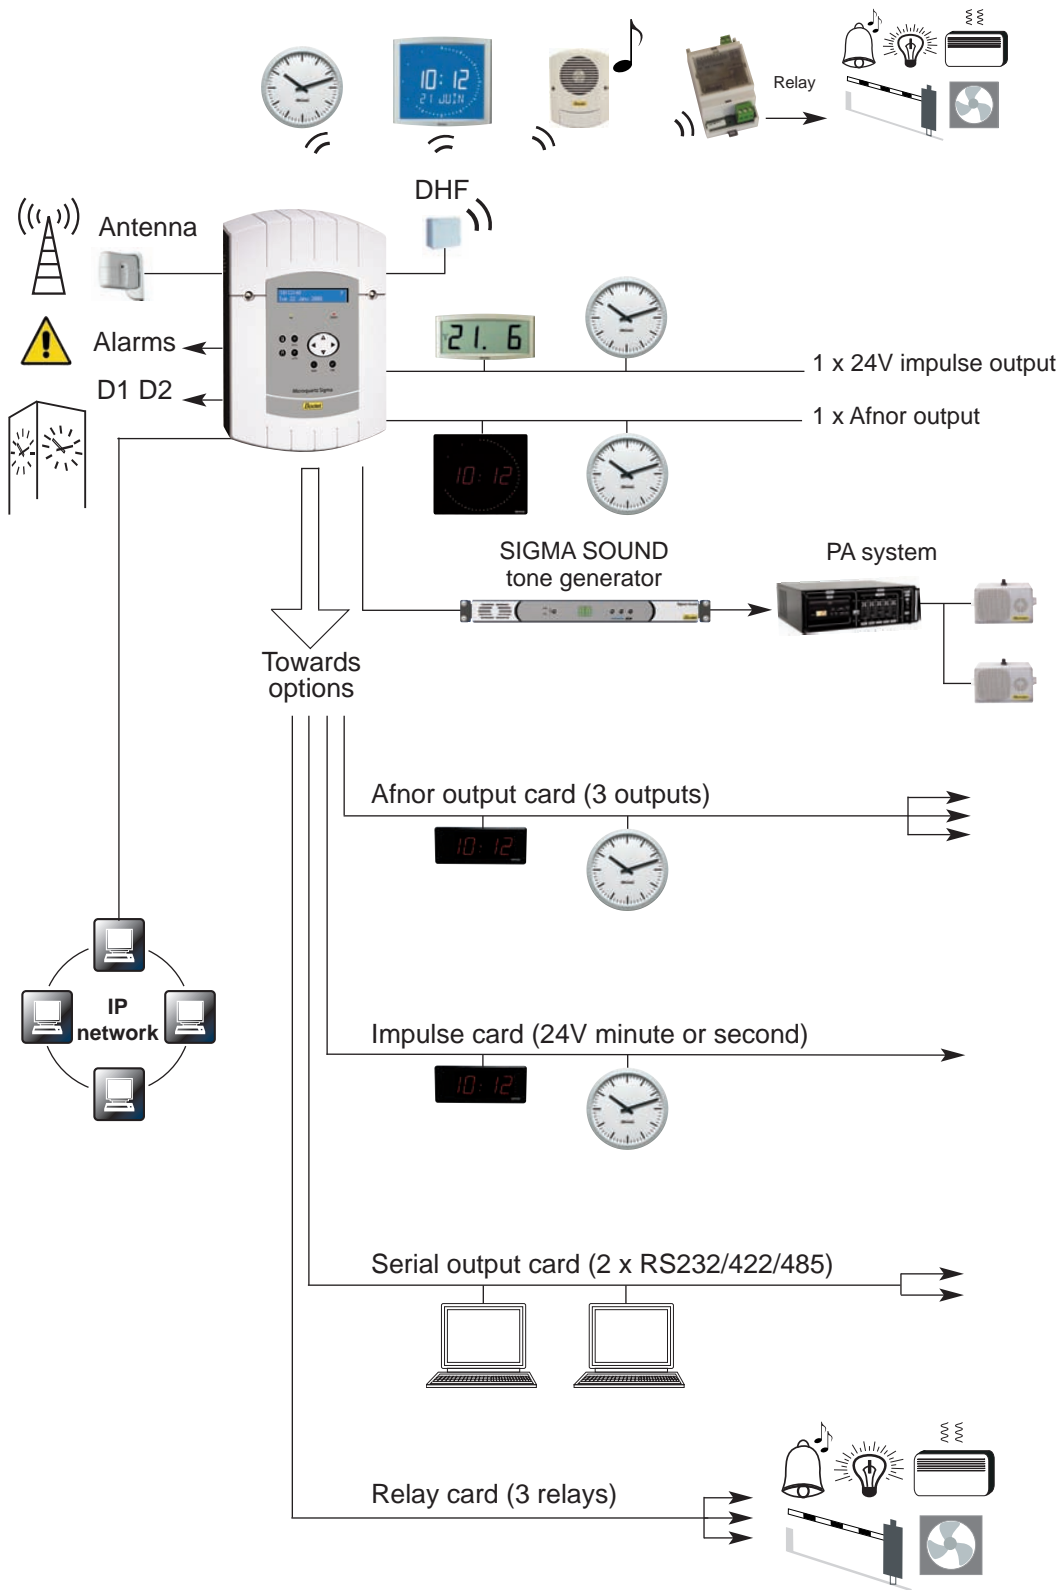 10:12
21 JUIN
Relay
DHF
Antenna
Alarms
D1 D2
Microquartz Sigma
Bodet
21. 6
1 x 24V impulse output
1 x Afnor output
10:12
SIGMA SOUND
tone generator
PA system
Towards
options
Afnor output card (3 outputs)
10:12
IP
network
Impulse card (24V minute or second)
10:12
Serial output card (2 x RS232/422/485)
Relay card (3 relays)